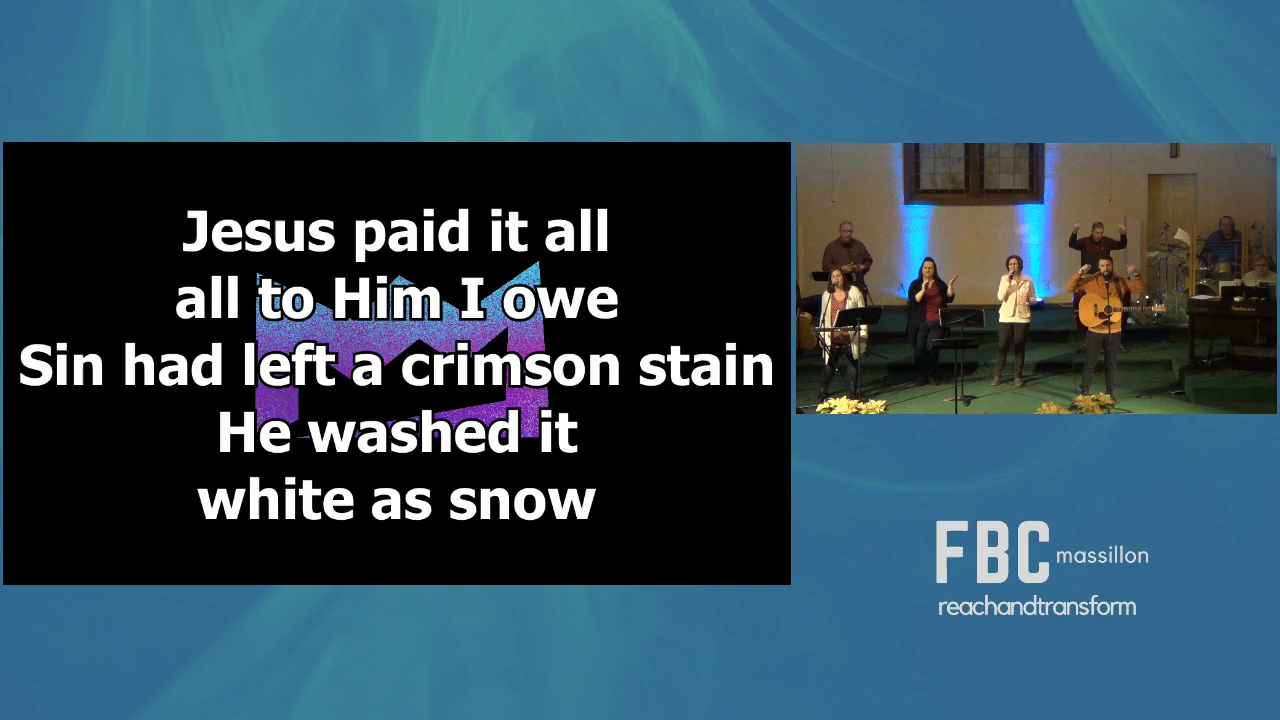 Jesus paid it all
all to Him I owe
Sin had left a crimson stain
He washed it
white as snow
FBC massillon
reachandtransform